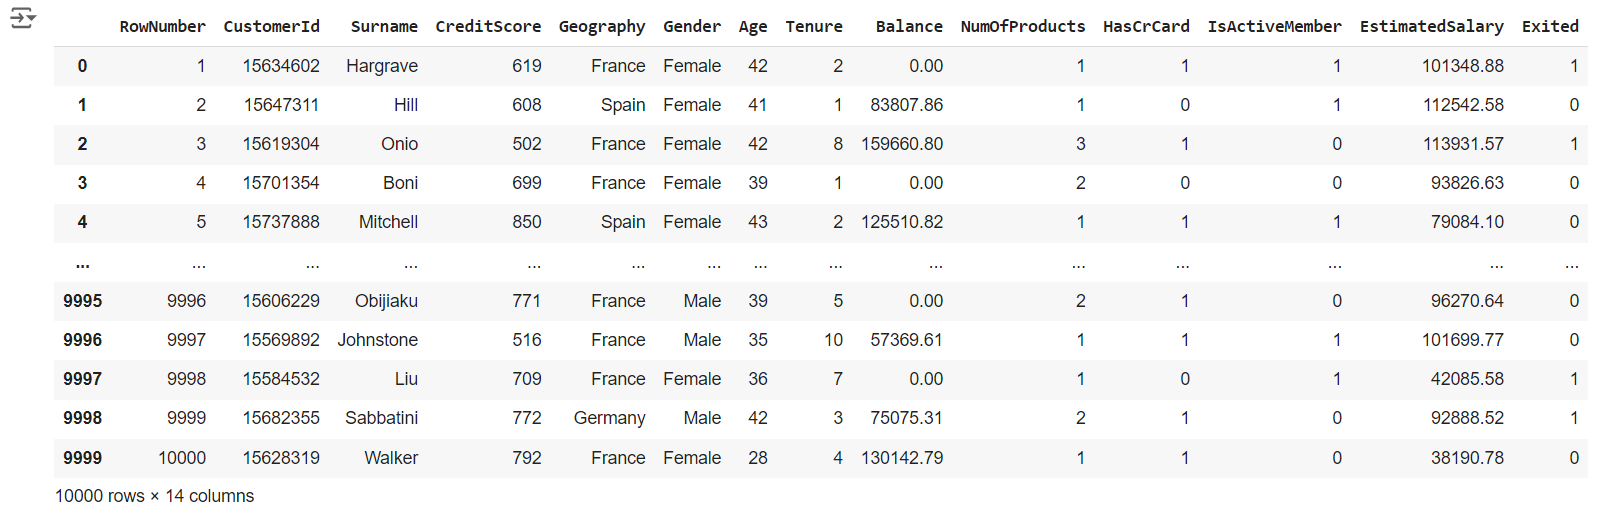 RowNumber CustomerId Surname CreditScore Geography Gender Age Tenure Balance NumOfProducts HasCrCard IsActiveMember EstimatedSalary Exited
0 1 15634602 Hargrave 619 France Female 42 2 0.00 1 1 1 101348.88 1
1 2 15647311 Hill 608 Spain Female 41 1 83807.86 1 0 1 112542.58 0
2 3 15619304 Onio 502 France Female 42 8 159660.80 3 1 0 113931.57 1
3 4 15701354 Boni 699 France Female 39 1 0.00 2 0 0 93826.63 0
4 5 15737888 Mitchell 850 Spain Female 43 2 125510.82 1 1 1 79084.10 0
... ... ... ... ... ... ... ... ... ... ... ... ... ... ...
9995 9996 15606229 Obijiaku 771 France Male 39 5 0.00 2 1 0 96270.64 0
9996 9997 15569892 Johnstone 516 France Male 35 10 57369.61 1 1 1 101699.77 0
9997 9998 15584532 Liu 709 France Female 36 7 0.00 1 0 1 42085.58 1
9998 9999 15682355 Sabbatini 772 Germany Male 42 3 75075.31 2 1 0 92888.52 1
9999 10000 15628319 Walker 792 France Female 28 4 130142.79 1 1 0 38190.78 0
10000 rows × 14 columns